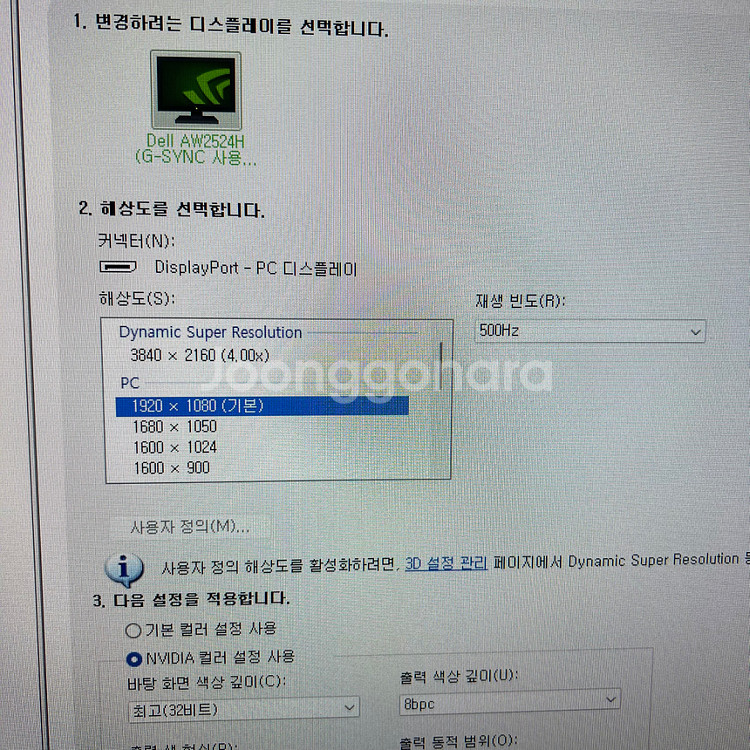 1. 변경하려는 디스플레이를 선택합니다.
Dell AW2524H
(G-SYNC 사용...
2. 해상도를 선택합니다.
커넥터(N):
DisplayPort - PC 디스플레이
해상도(S):
재생 빈도(R):
500Hz
Dynamic Super Resolution
3840 × 2160 (4.00x)
PC
Joonggonara
1920 × 1080 (기본)
1680 × 1050
1600 × 1024
1600 × 900
사용자 정의(M)...
사용자 정의 해상도를 활성화하려면, 3D 설정 관리 페이지에서 Dynamic Super Resolution
3. 다음 설정을 적용합니다.
기본 컬러 설정 사용
NVIDIA 컬러 설정 사용
바탕 화면 색상 깊이(C):
최고(32비트)
출력 색상 깊이(U):
8bpc
출력 동적 범위(O):